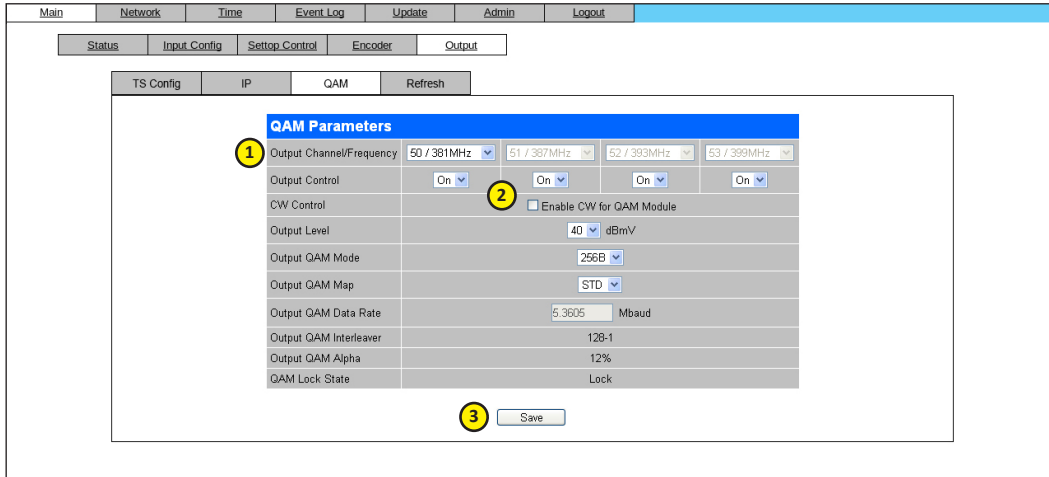 Main Network Time Event Log Update Admin Logout
Status Input Config Settop Control Encoder Output
TS Config IP QAM Refresh
QAM Parameters
1 Output Channel/Frequency 50 / 381MHz 51 / 387MHz 52 / 393MHz 53 / 399MHz
Output Control On On On On
2
CW Control Enable CW for QAM Module
Output Level 40 dBmV
Output QAM Mode 256B
Output QAM Map STD
Output QAM Data Rate 5.3605 Mbaud
Output QAM Interleaver 128-1
Output QAM Alpha 12%
QAM Lock State Lock
3 Save